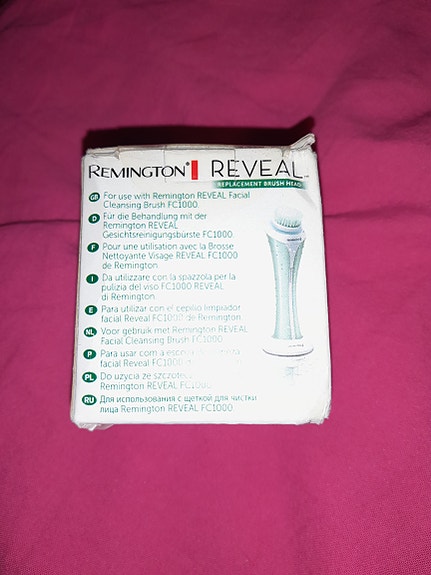 REMINGTON REVEAL
REPLACEMENT BRUSH HEAD
GB For use with Remington REVEAL Facial
Cleansing Brush FC1000.
D Für die Behandlung mit der
Remington REVEAL
Gesichtsreinigungsbürste FC1000.
F Pour une utilisation avec la Brosse
Nettoyante Visage REVEAL FC1000
de Remington.
I Da utilizzare con la spazzola per la
pulizia del viso FC1000 REVEAL
di Remington.
E Para utilizar con el cepillo limpiador
facial Reveal FC1000 de Remington.
NL Voor gebruik met Remington REVEAL
Facial Cleansing Brush FC1000.
P Para usar com a
facial Reveal FC1000
PL Do użycia ze
Remington REVEAL FC1000.
RU Для использования с щеткой для чистки
лица Remington REVEAL FC1000.